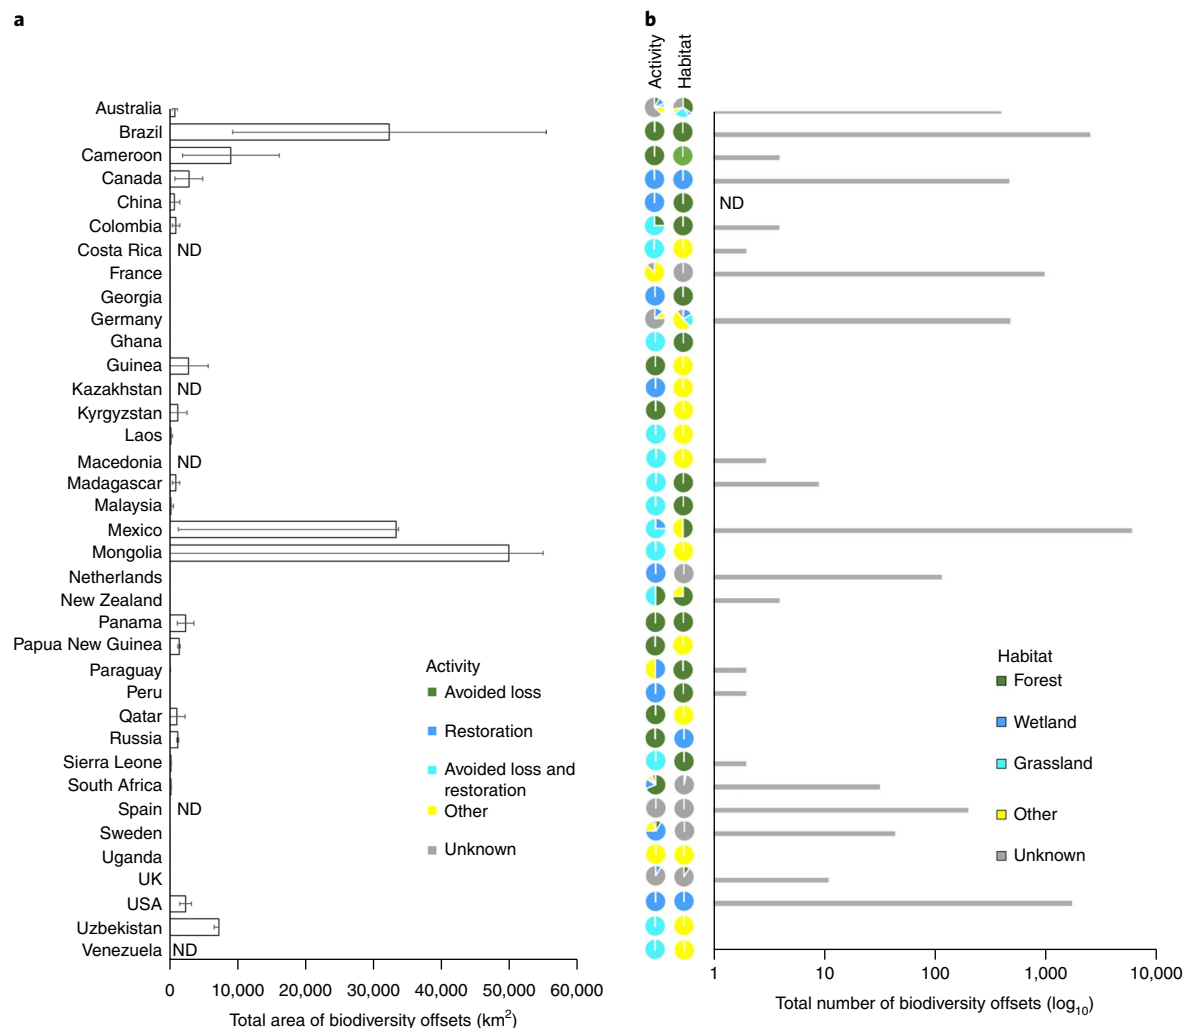 a
b
Activity
Habitat
Australia
Brazil
Cameroon
Canada
China
ND
Colombia
Costa Rica ND
France
Georgia
Germany
Ghana
Guinea
Kazakhstan ND
Kyrgyzstan
Laos
Macedonia ND
Madagascar
Malaysia
Mexico
Mongolia
Netherlands
New Zealand
Panama
Papua New Guinea
Paraguay
Peru
Qatar
Russia
Sierra Leone
South Africa
Spain ND
Sweden
Uganda
UK
USA
Uzbekistan
Venezuela ND
Activity
Avoided loss
Restoration
Avoided loss and
restoration
Other
Unknown
Habitat
Forest
Wetland
Grassland
Other
Unknown
0 10,000 20,000 30,000 40,000 50,000 60,000
Total area of biodiversity offsets (km²)
1 10 100 1,000 10,000
Total number of biodiversity offsets (log₁₀)